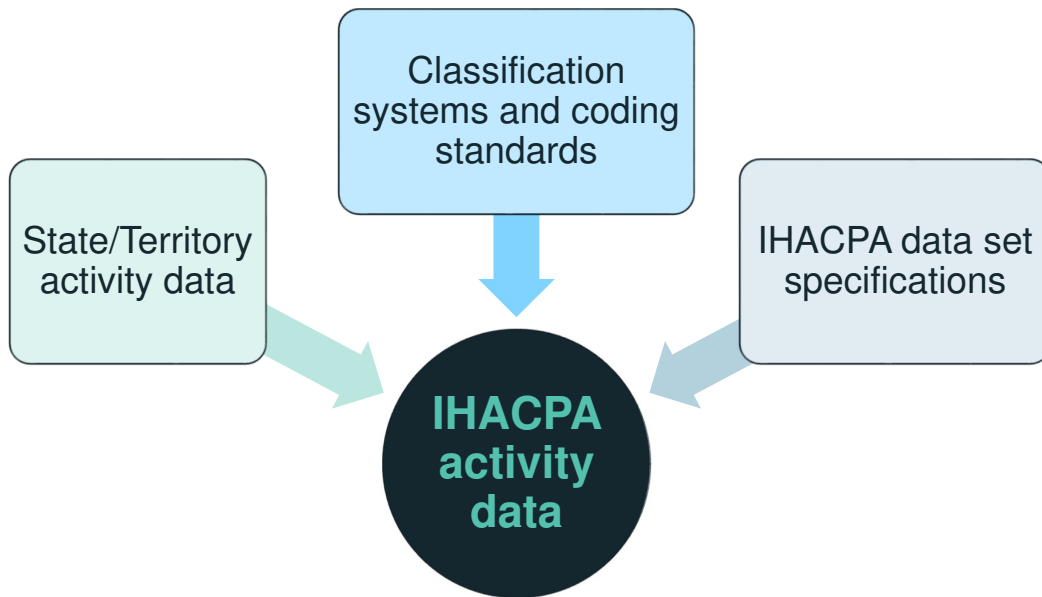 Classification
systems and coding
standards
State/Territory
activity data
IHACPA data set
specifications
IHACPA
activity
data